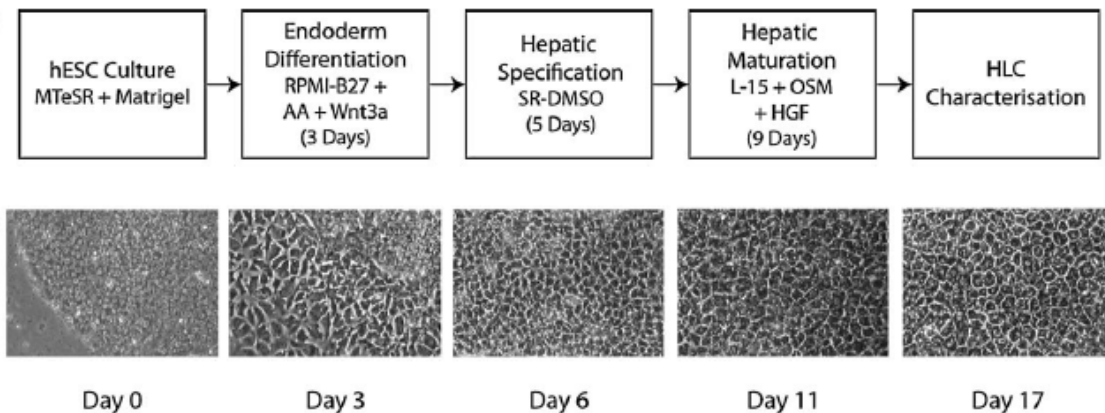 hESC Culture
MTeSR + Matrigel
Endoderm
Differentiation
RPMI-B27 +
AA + Wnt3a
(3 Days)
Hepatic
Specification
SR-DMSO
(5 Days)
Hepatic
Maturation
L-15 + OSM
+ HGF
(9 Days)
HLC
Characterisation
Day 0
Day 3
Day 6
Day 11
Day 17